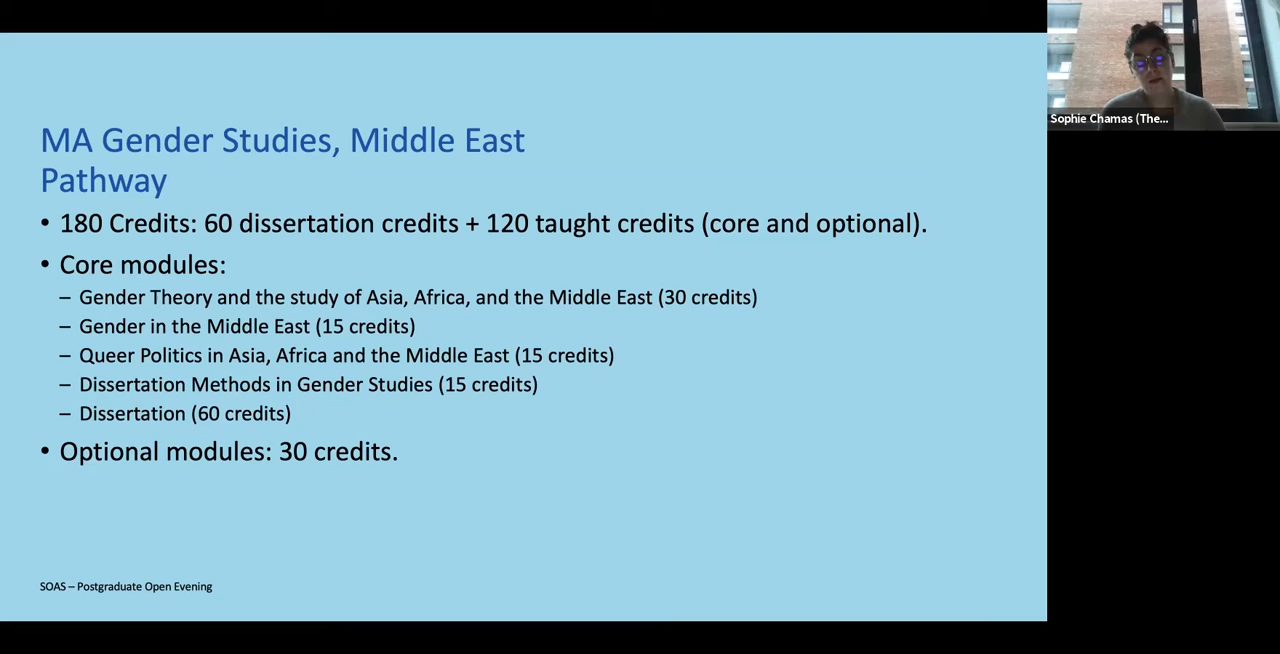 MA Gender Studies, Middle East
Pathway
• 180 Credits: 60 dissertation credits + 120 taught credits (core and optional).
• Core modules:
– Gender Theory and the study of Asia, Africa, and the Middle East (30 credits)
– Gender in the Middle East (15 credits)
– Queer Politics in Asia, Africa and the Middle East (15 credits)
– Dissertation Methods in Gender Studies (15 credits)
– Dissertation (60 credits)
• Optional modules: 30 credits.
SOAS – Postgraduate Open Evening
Sophie Chamas (The...